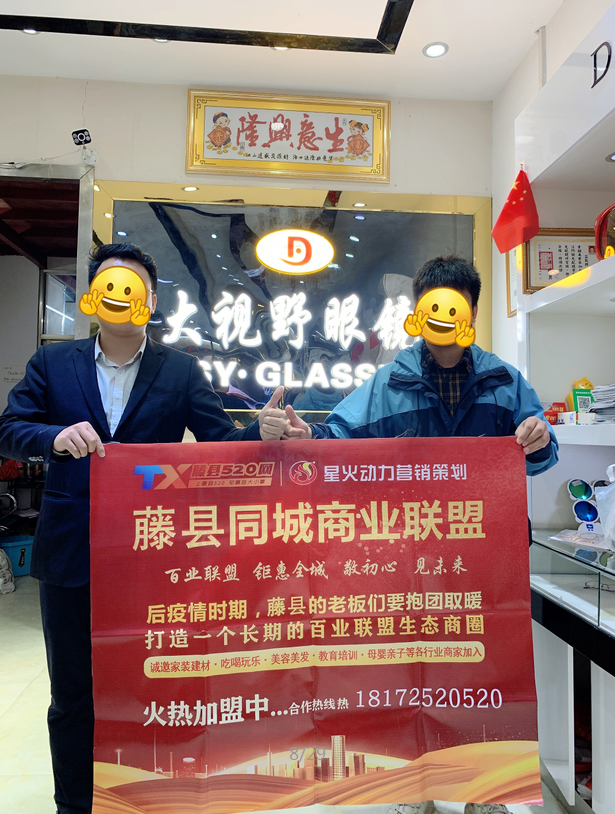 生意興隆
D
D
大视野眼镜
SY·GLASS
TX 藤县520网 星火动力营销策划
藤县同城商业联盟
百业联盟 钜惠全城 敬初心 见未来
后疫情时期，藤县的老板们要抱团取暖
打造一个长期的百业联盟生态商圈
诚邀家装建材·吃喝玩乐·美容美发·教育培训·母婴亲子等各行业商家加入
火热加盟中...合作热线热 18172520520
8/29